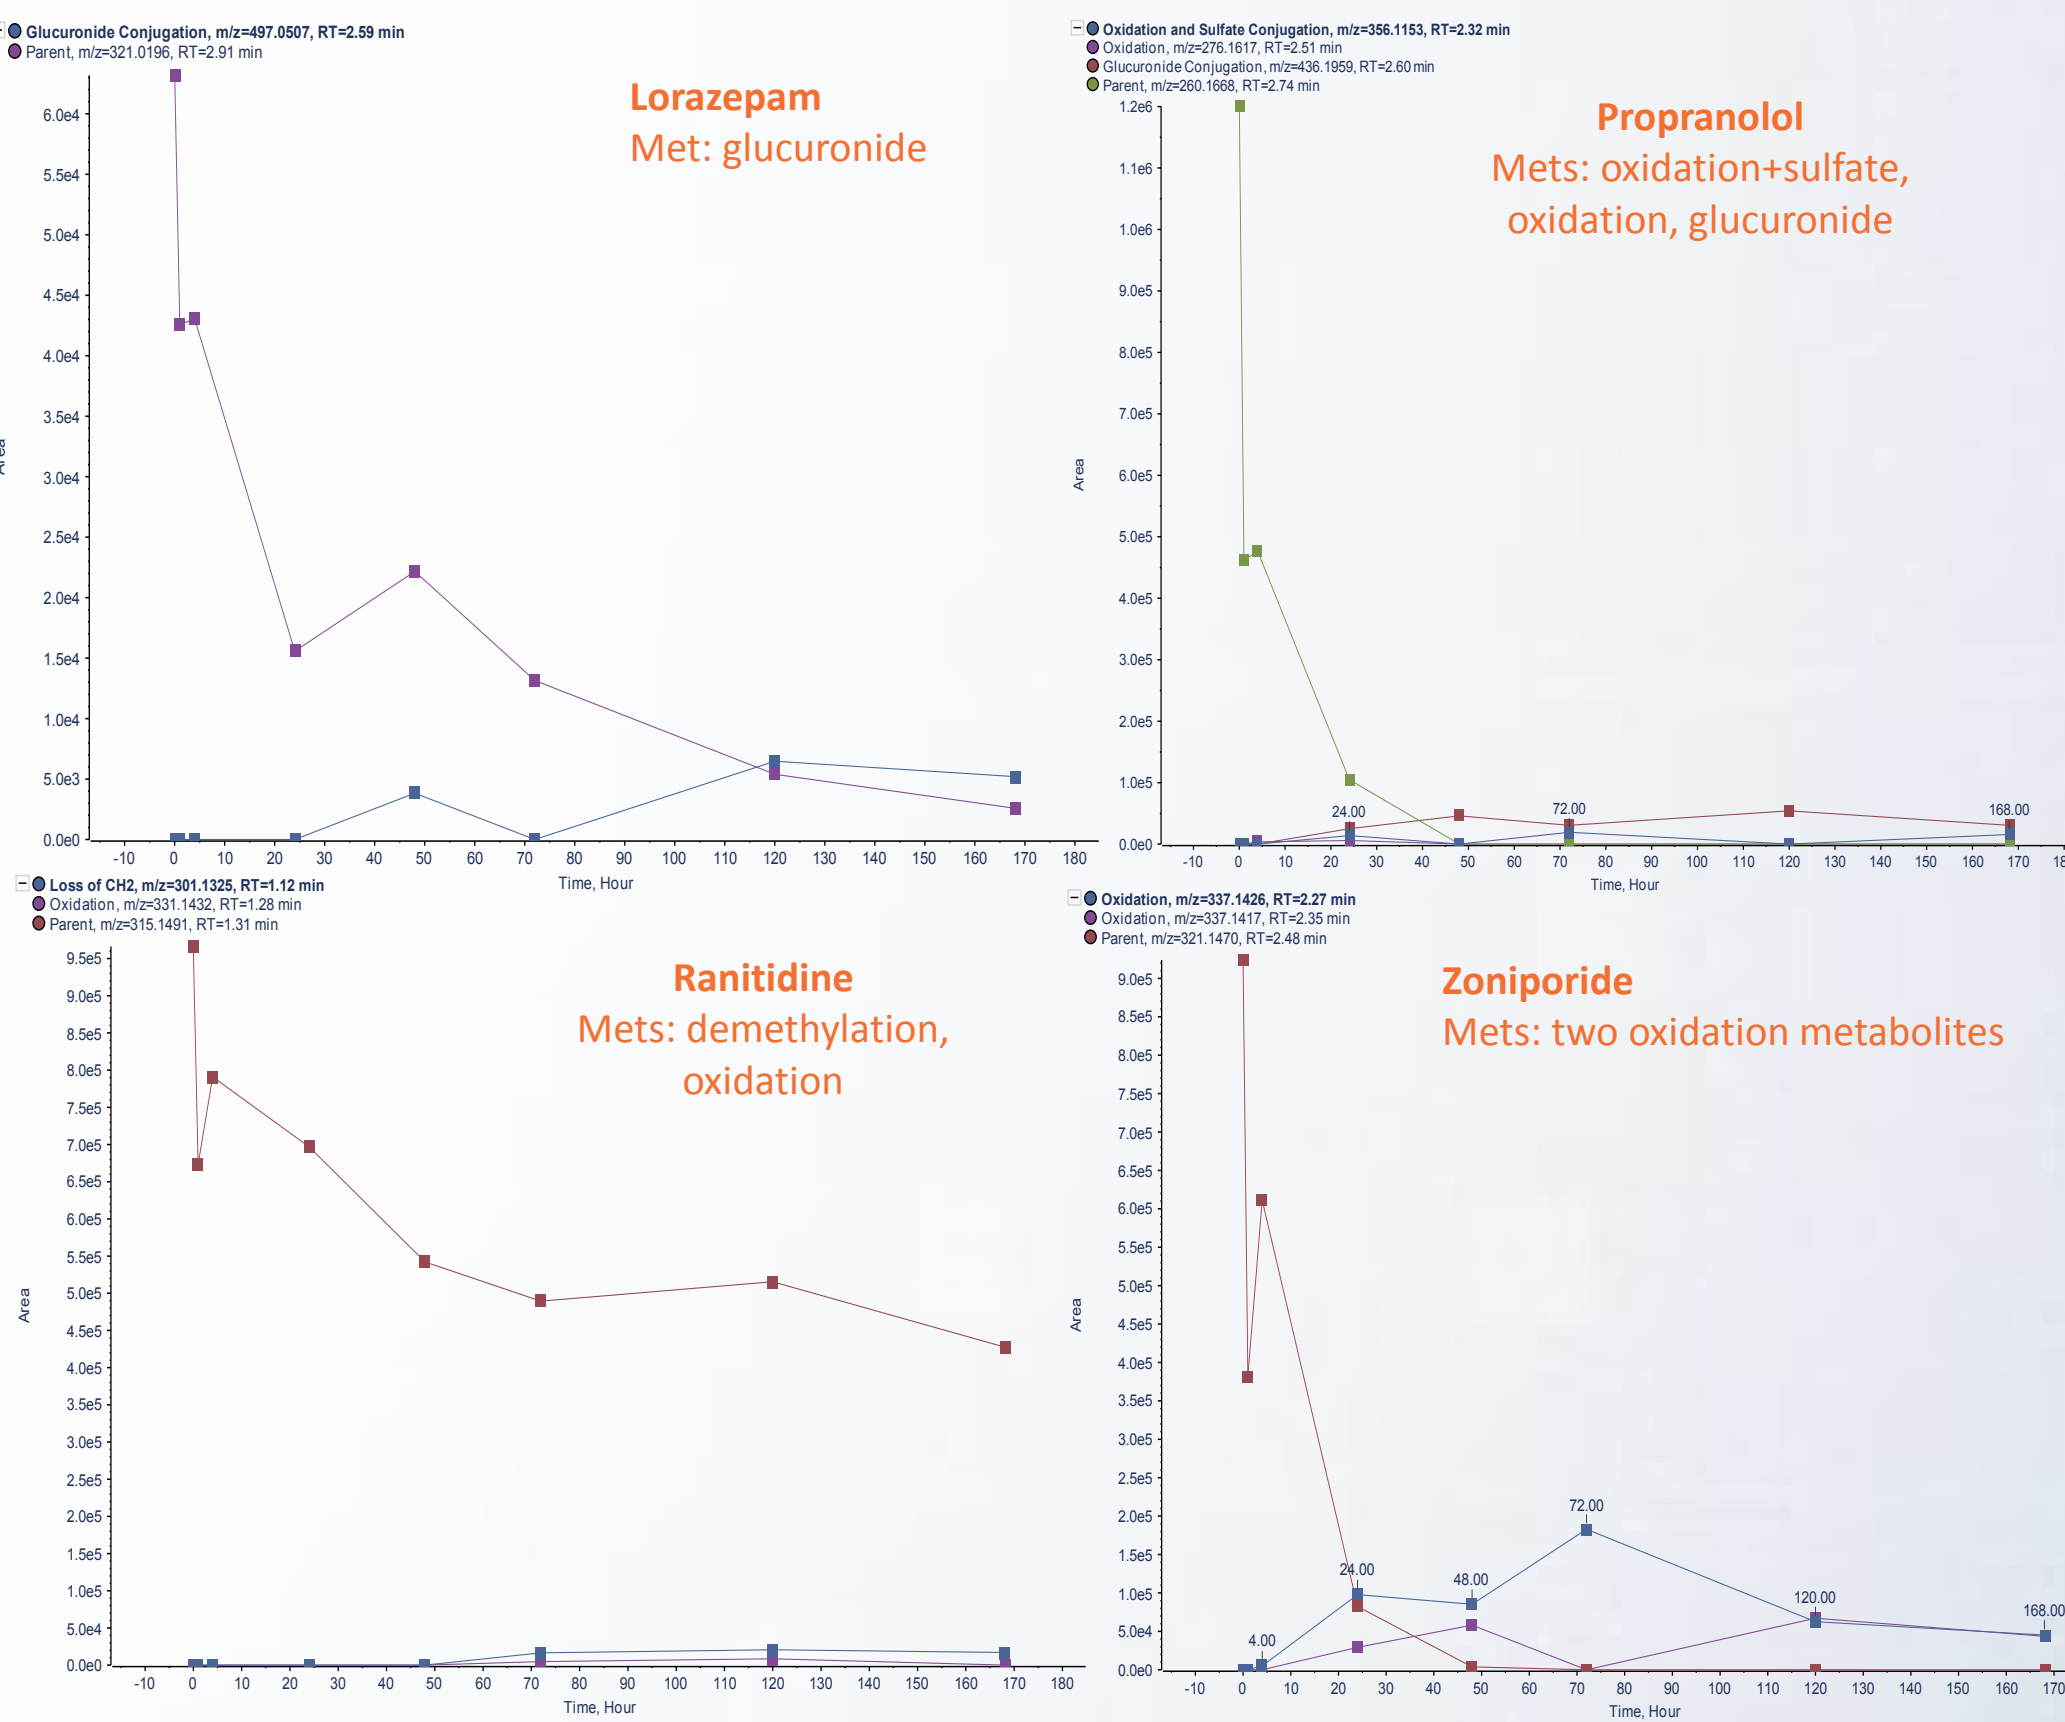 Glucuronide Conjugation, m/z=497.0507, RT=2.59 min
Parent, m/z=321.0196, RT=2.91 min
Lorazepam
Met: glucuronide
6.0e4
5.5e4
5.0e4
4.5e4
4.0e4
3.5e4
3.0e4
2.5e4
2.0e4
1.5e4
1.0e4
5.0e3
0.0e0
Area
-10 0 10 20 30 40 50 60 70 80 90 100 110 120 130 140 150 160 170 180
Time, Hour
Oxidation and Sulfate Conjugation, m/z=356.1153, RT=2.32 min
Oxidation, m/z=276.1617, RT=2.51 min
Glucuronide Conjugation, m/z=436.1959, RT=2.60 min
Parent, m/z=260.1668, RT=2.74 min
Propranolol
Mets: oxidation+sulfate,
oxidation, glucuronide
1.2e6
1.1e6
1.0e6
9.0e5
8.0e5
7.0e5
6.0e5
5.0e5
4.0e5
3.0e5
2.0e5
1.0e5
0.0e0
Area
24.00 72.00 168.00
-10 0 10 20 30 40 50 60 70 80 90 100 110 120 130 140 150 160 170
Time, Hour
Loss of CH2, m/z=301.1325, RT=1.12 min
Oxidation, m/z=331.1432, RT=1.28 min
Parent, m/z=315.1491, RT=1.31 min
Ranitidine
Mets: demethylation,
oxidation
9.5e5
9.0e5
8.5e5
8.0e5
7.5e5
7.0e5
6.5e5
6.0e5
5.5e5
5.0e5
4.5e5
4.0e5
3.5e5
3.0e5
2.5e5
2.0e5
1.5e5
1.0e5
5.0e4
0.0e0
Area
-10 0 10 20 30 40 50 60 70 80 90 100 110 120 130 140 150 160 170 180
Time, Hour
Oxidation, m/z=337.1426, RT=2.27 min
Oxidation, m/z=337.1417, RT=2.35 min
Parent, m/z=321.1470, RT=2.48 min
Zoniporide
Mets: two oxidation metabolites
9.0e5
8.5e5
8.0e5
7.5e5
7.0e5
6.5e5
6.0e5
5.5e5
5.0e5
4.5e5
4.0e5
3.5e5
3.0e5
2.5e5
2.0e5
1.5e5
1.0e5
5.0e4
0.0e0
Area
4.00 24.00 48.00 72.00 120.00 168.00
-10 0 10 20 30 40 50 60 70 80 90 100 110 120 130 140 150 160 170
Time, Hour